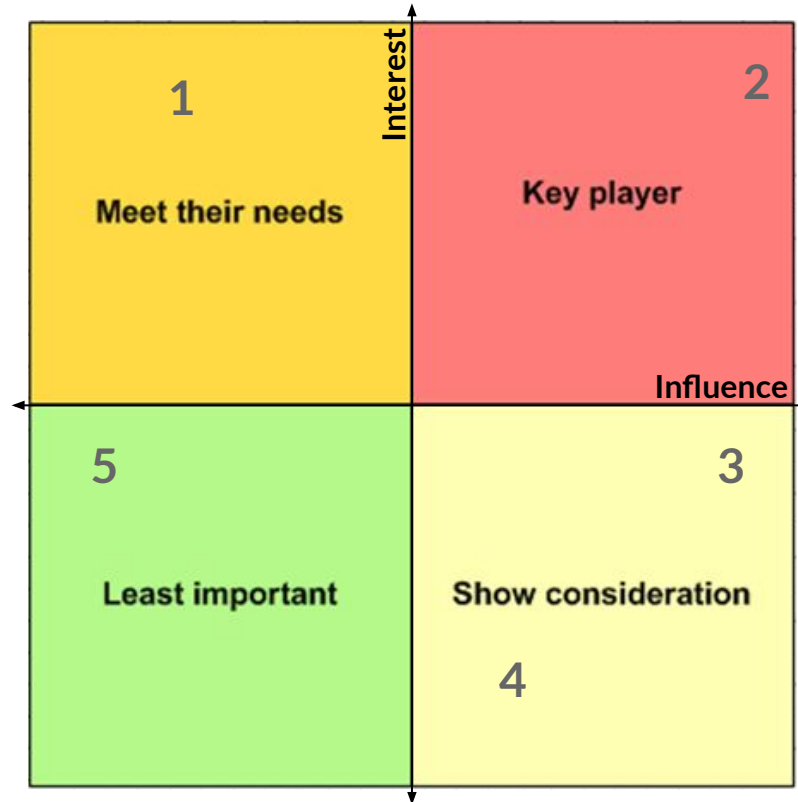 Interest
1
2
Meet their needs
Key player
Influence
5
3
Least important
Show consideration
4